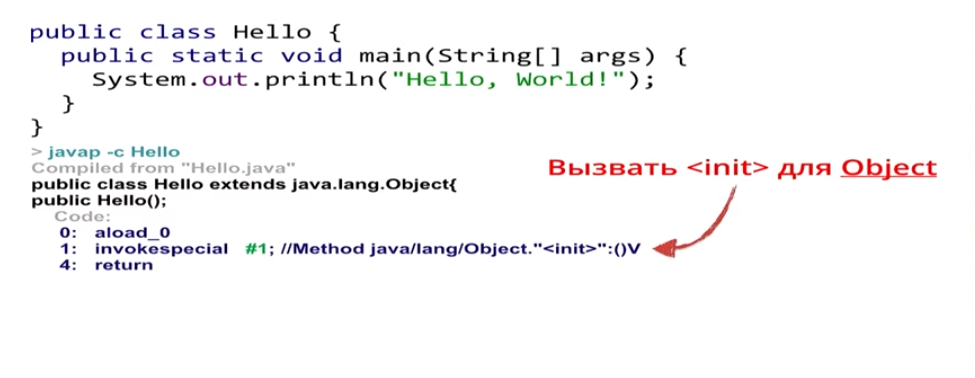 public class Hello {
public static void main(String[] args) {
System.out.println("Hello, World!");
}
}
> javap -c Hello
Compiled from "Hello.java"
Вызвать <init> для Object
public class Hello extends java.lang.Object{
public Hello();
Code:
0: aload_0
1: invokespecial #1; //Method java/lang/Object."<init>":()V
4: return